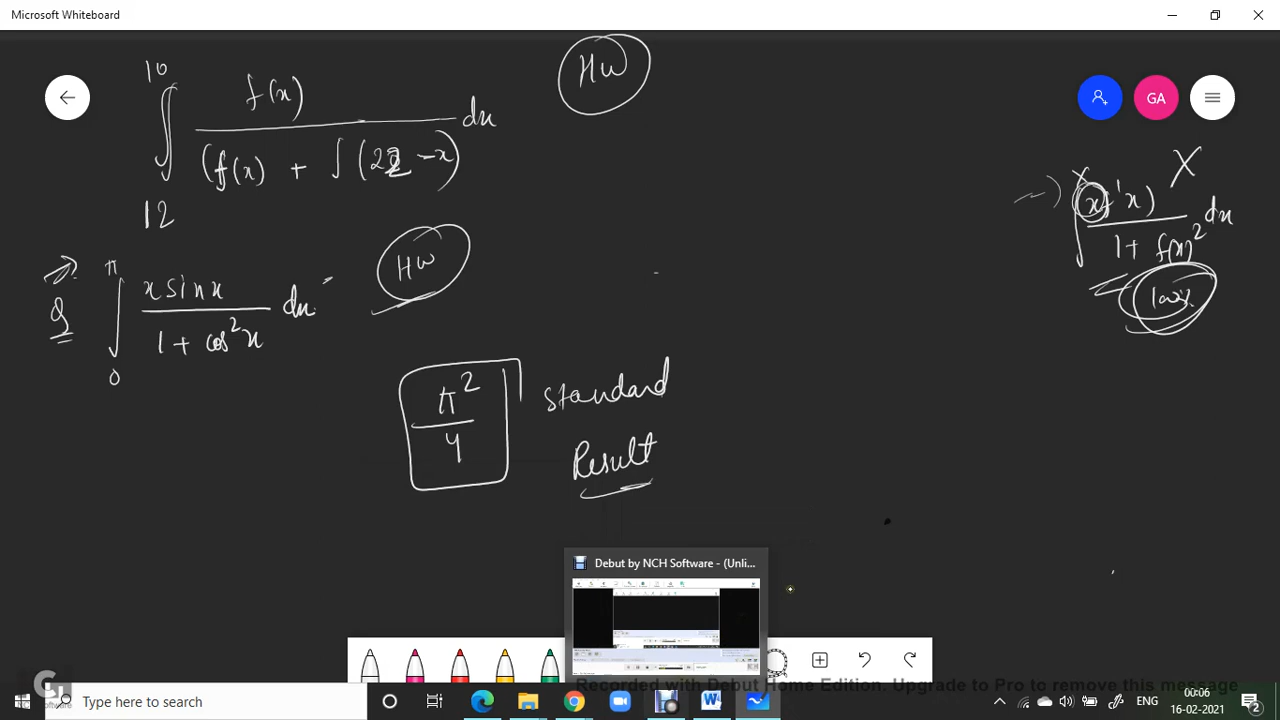 Microsoft Whiteboard
HW
10
f(x)
dx
(f(x) + ∫(22 -x)
12
GA
X
xf'(x)
dx
1 + f(x)²
Q
π
x sin x
dx
1 + cos²x
0
HW
π²
4
Standard
Result
Debut by NCH Software - (Unli...
Recorded with Debut Home Edition. Upgrade to Pro to remove this message
Type here to search
ENG
00:06
16-02-2021
2